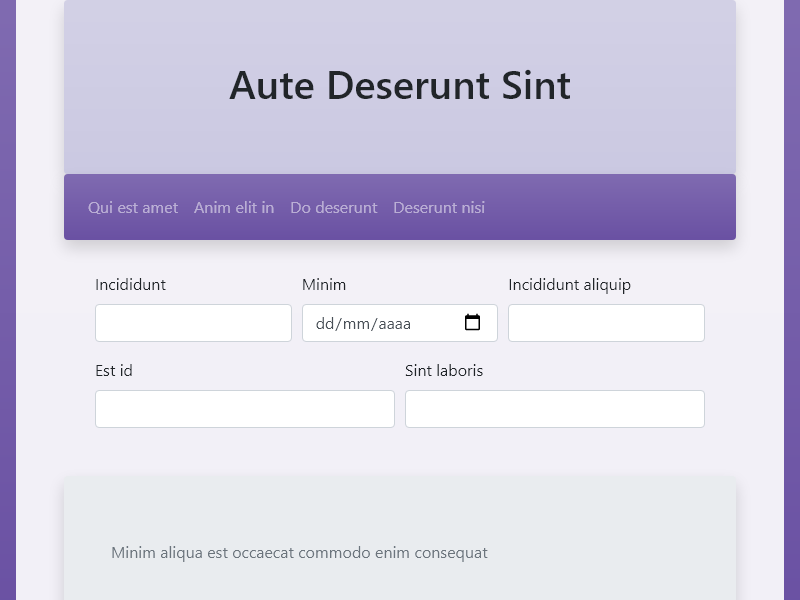 Aute Deserunt Sint
Qui est amet Anim elit in Do deserunt Deserunt nisi
Incididunt Minim Incididunt aliquip
dd/mm/aaaa
Est id Sint laboris
Minim aliqua est occaecat commodo enim consequat